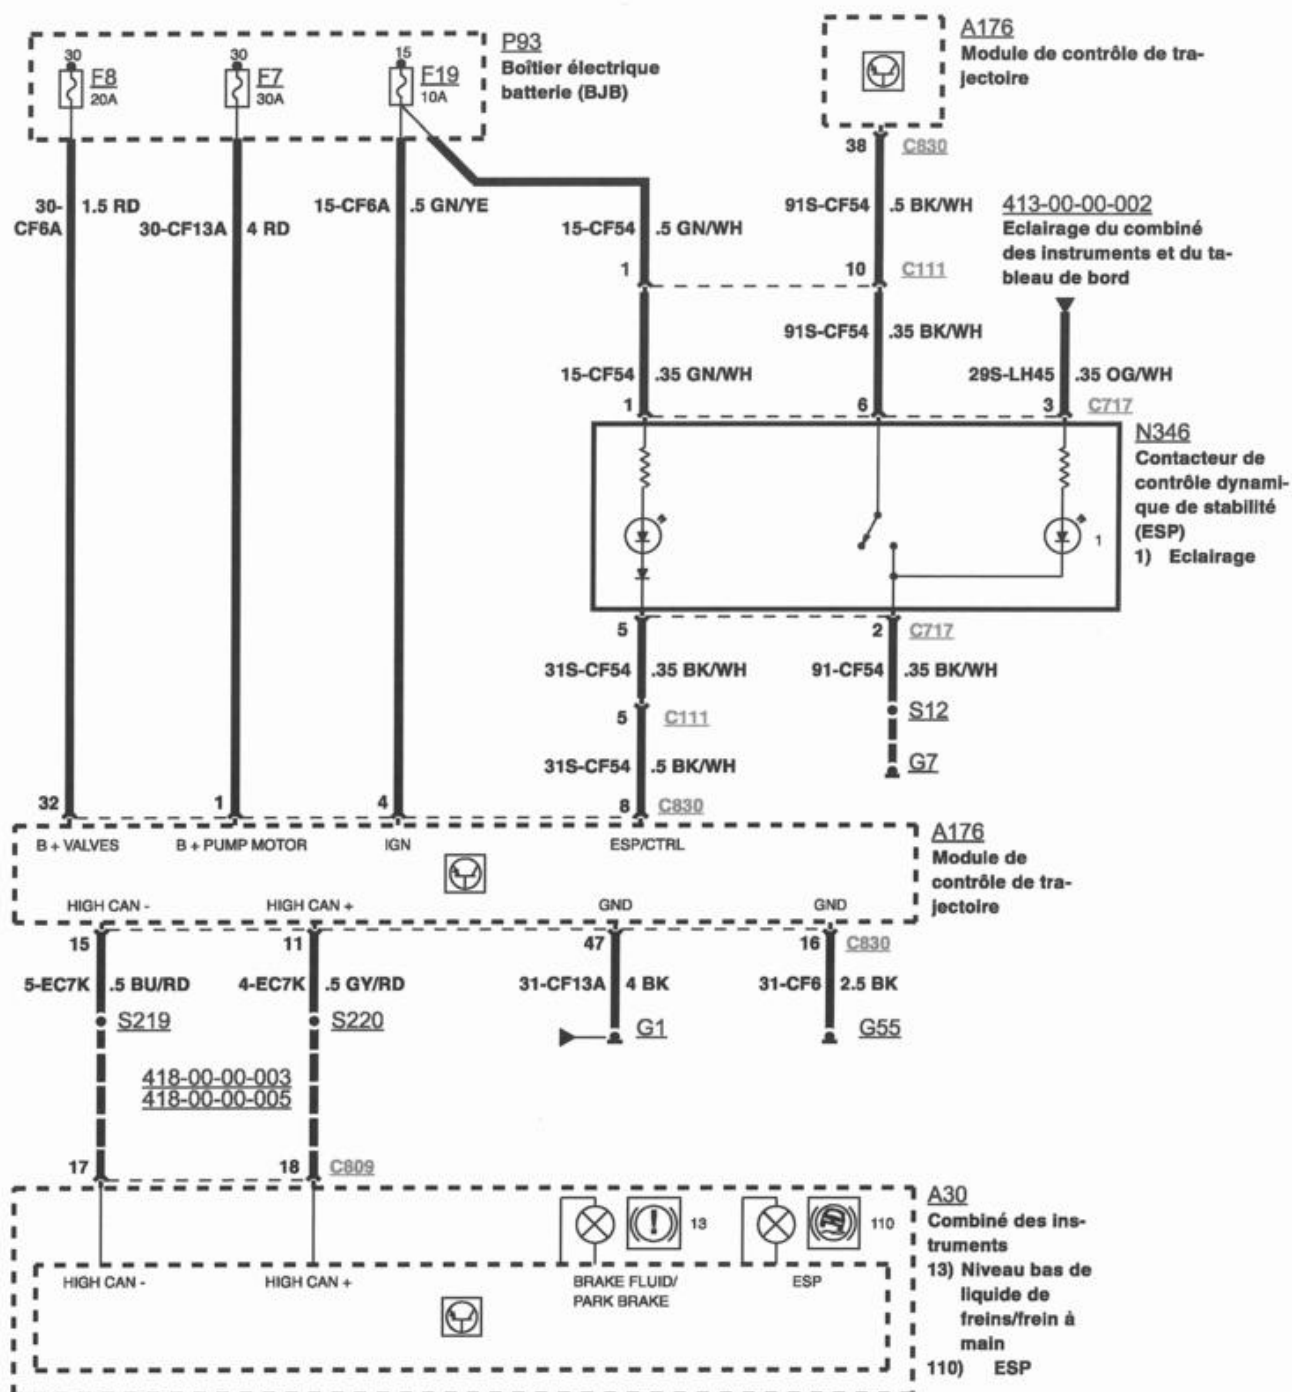 P93
Boîtier électrique
batterie (BJB)
30
F8
20A
30
F7
30A
15
F19
10A
A176
Module de contrôle de tra-
jectoire
38
C830
30-
CF6A
1.5 RD
30-CF13A
4 RD
15-CF6A
.5 GN/YE
15-CF54
.5 GN/WH
91S-CF54
.5 BK/WH
413-00-00-002
Eclairage du combiné
des instruments et du ta-
bleau de bord
1
10
C111
91S-CF54
.35 BK/WH
15-CF54
.35 GN/WH
29S-LH45
.35 OG/WH
1
6
3
C717
N346
Contacteur de
contrôle dynami-
que de stabilité
(ESP)
1) Eclairage
1
5
2
C717
31S-CF54
.35 BK/WH
91-CF54
.35 BK/WH
5
C111
S12
31S-CF54
.5 BK/WH
G7
32
1
4
8
C830
B + VALVES
B + PUMP MOTOR
IGN
ESP/CTRL
A176
Module de
contrôle de tra-
jectoire
HIGH CAN -
HIGH CAN +
GND
GND
15
11
47
16
C830
5-EC7K
.5 BU/RD
4-EC7K
.5 GY/RD
31-CF13A
4 BK
31-CF6
2.5 BK
S219
S220
G1
G55
418-00-00-003
418-00-00-005
17
18
C809
A30
Combiné des ins-
truments
13) Niveau bas de
liquide de
freins/frein à
main
110) ESP
13
110
HIGH CAN -
HIGH CAN +
BRAKE FLUID/
PARK BRAKE
ESP